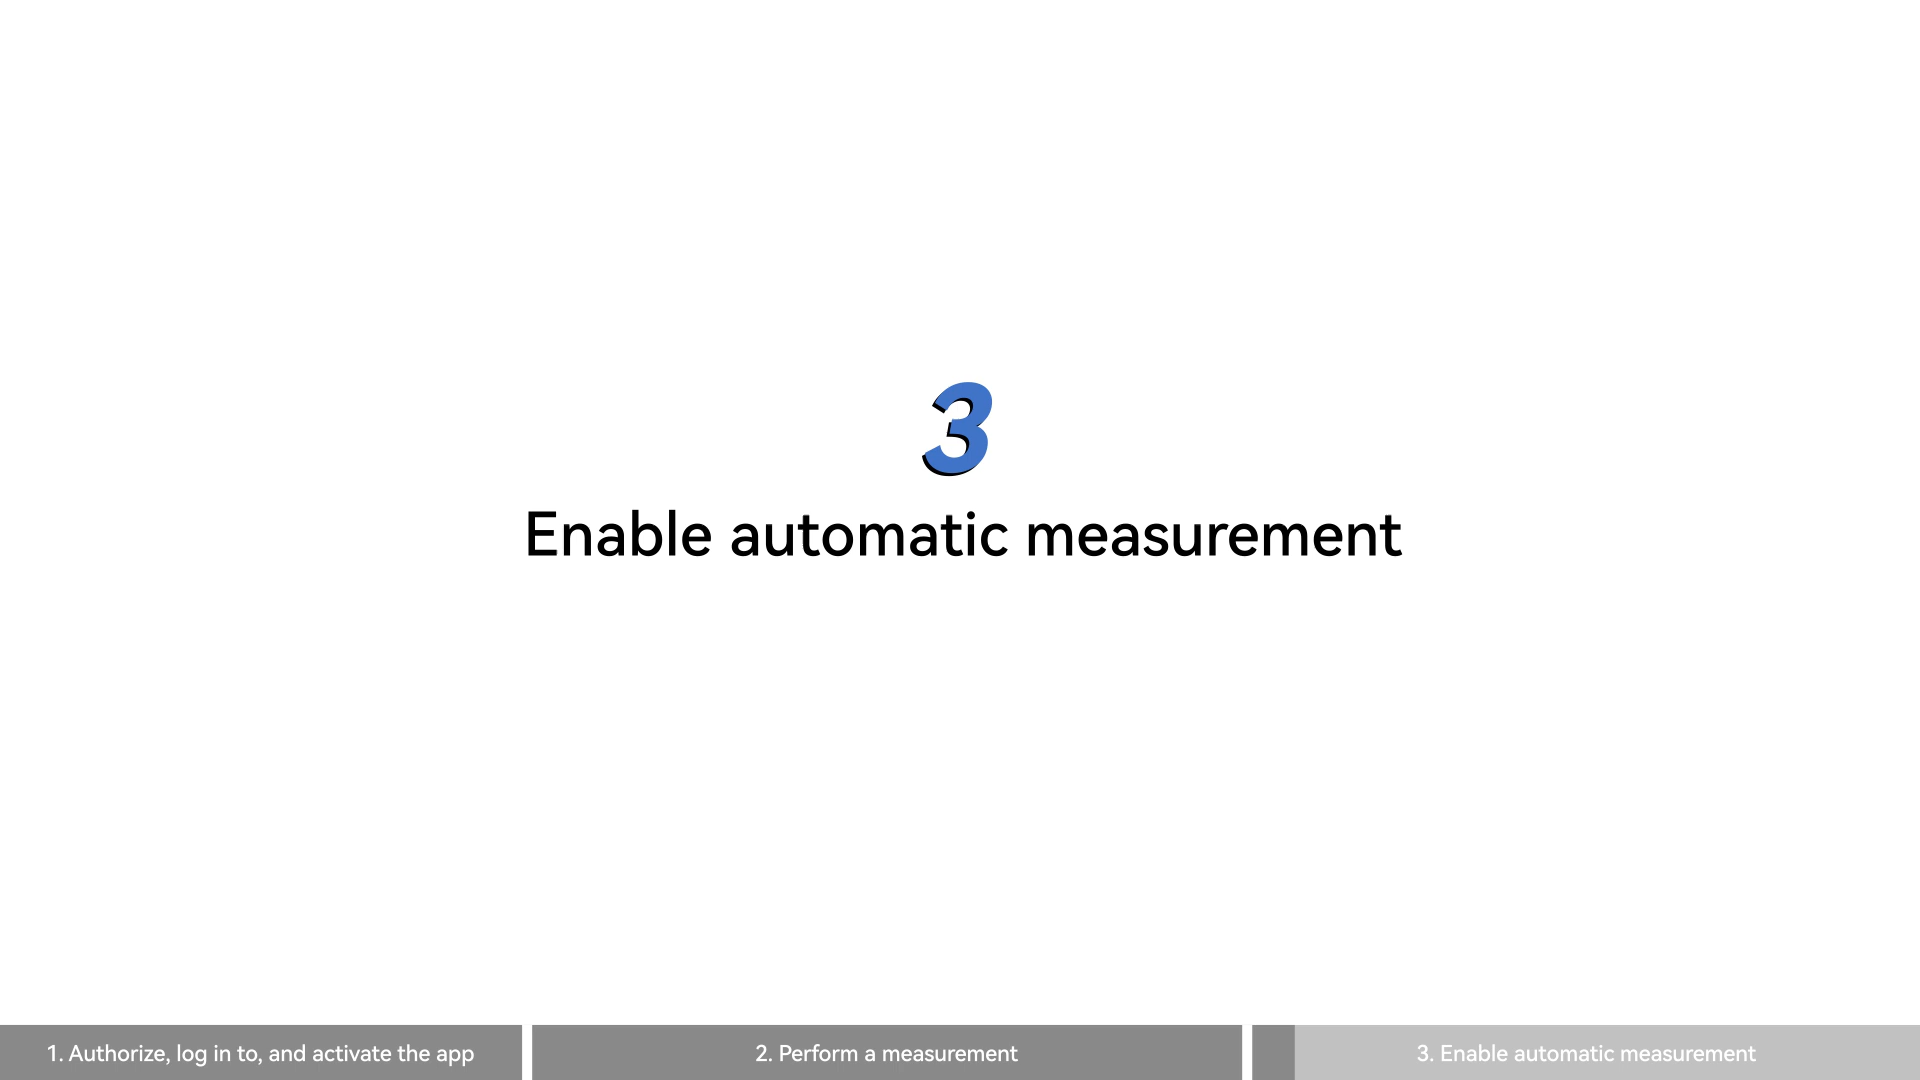 3
Enable automatic measurement
1. Authorize, log in to, and activate the app
2. Perform a measurement
3. Enable automatic measurement